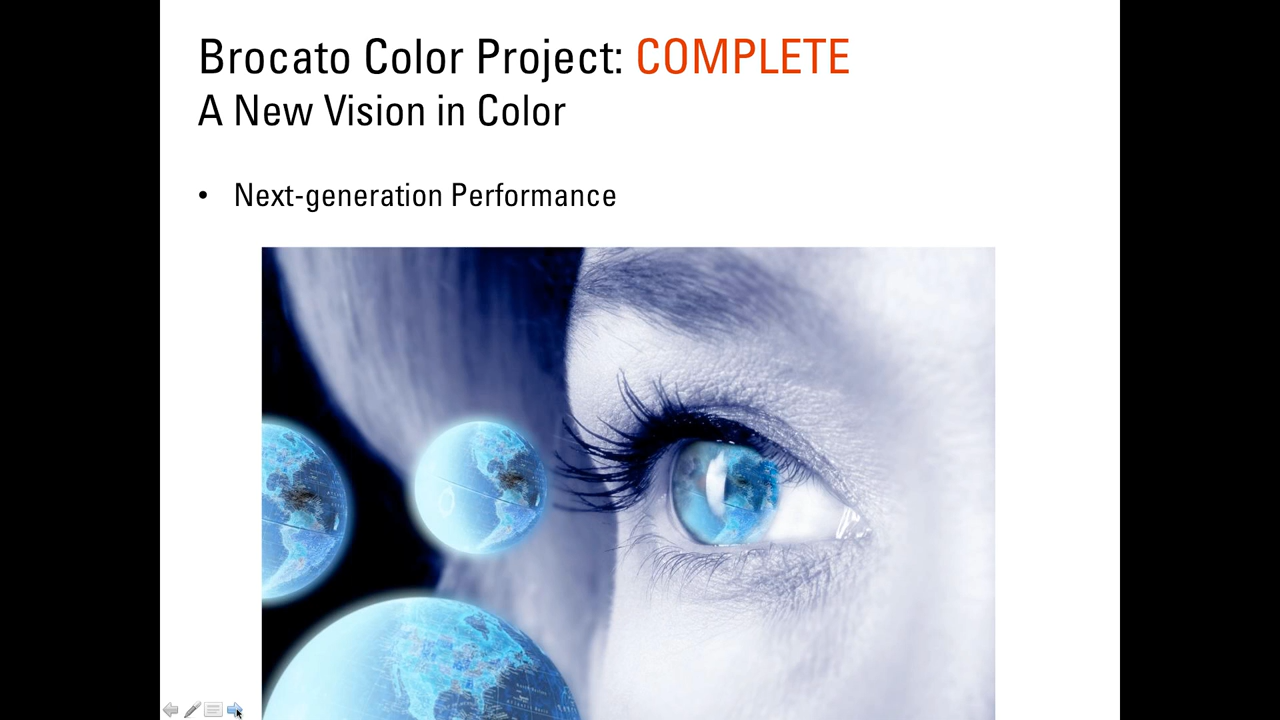 Brocato Color Project: COMPLETE
A New Vision in Color
• Next-generation Performance